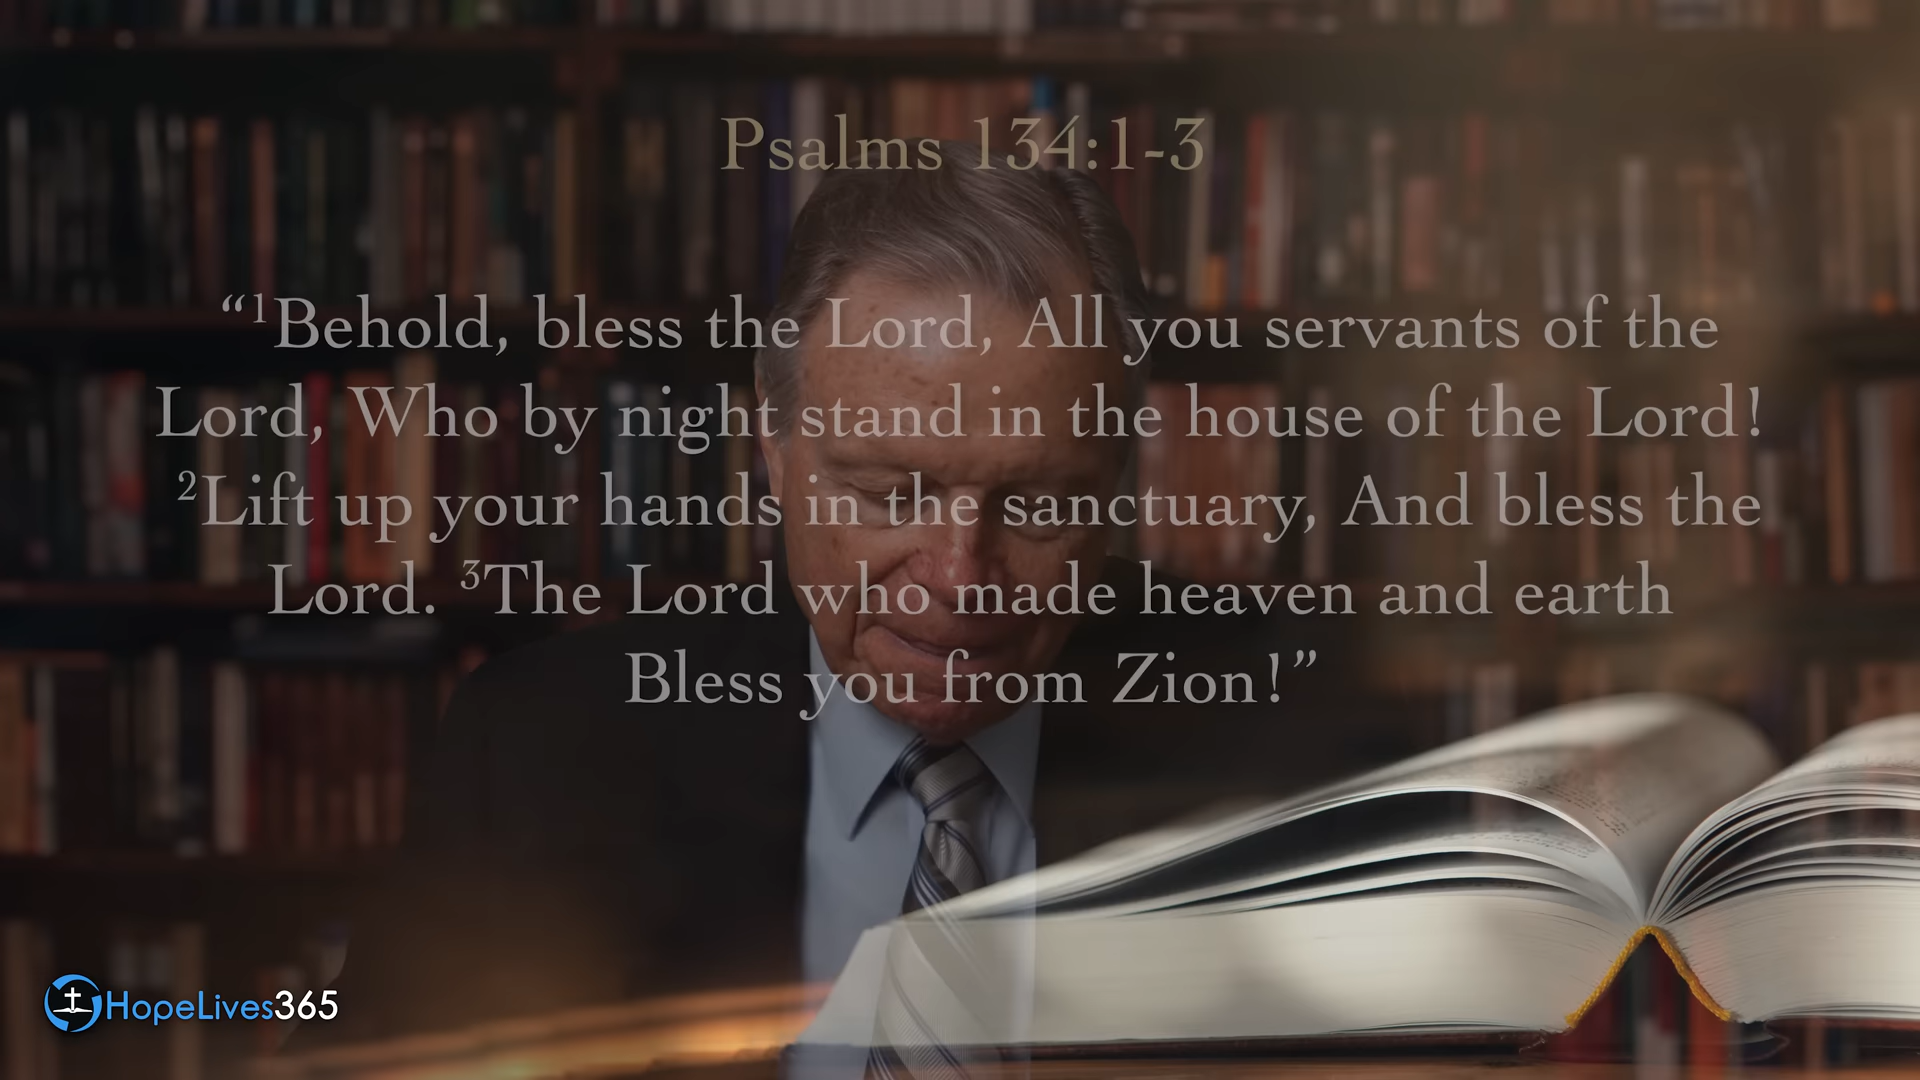 Psalms 134:1-3
“¹Behold, bless the Lord, All you servants of the
Lord, Who by night stand in the house of the Lord!
²Lift up your hands in the sanctuary, And bless the
Lord. ³The Lord who made heaven and earth
Bless you from Zion!”
HopeLives365